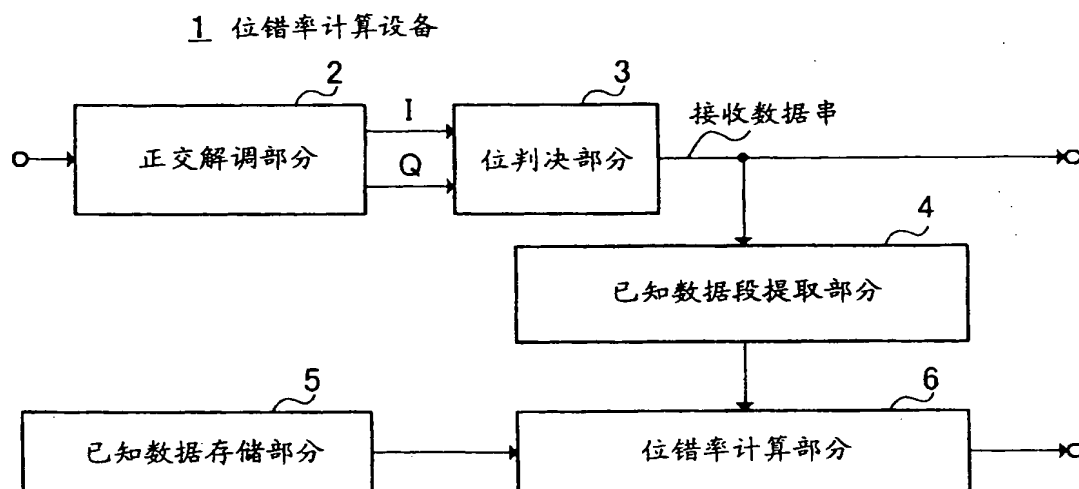 1 位错率计算设备
2
3
正交解调部分
I
Q
位判决部分
接收数据串
4
已知数据段提取部分
5
已知数据存储部分
6
位错率计算部分